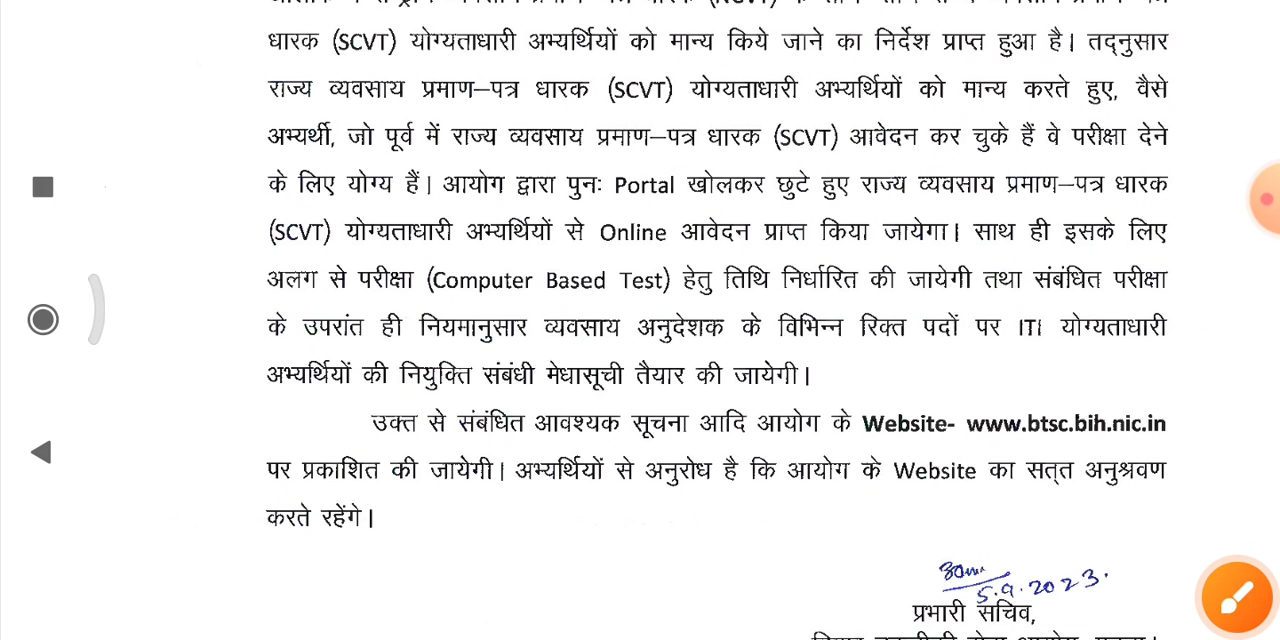 धारक (SCVT) योग्यताधारी अभ्यर्थियों को मान्य किये जाने का निर्देश प्राप्त हुआ है। तद्नुसार
राज्य व्यवसाय प्रमाण–पत्र धारक (SCVT) योग्यताधारी अभ्यर्थियों को मान्य करते हुए, वैसे
अभ्यर्थी, जो पूर्व में राज्य व्यवसाय प्रमाण–पत्र धारक (SCVT) आवेदन कर चुके हैं वे परीक्षा देने
के लिए योग्य हैं। आयोग द्वारा पुनः Portal खोलकर छुटे हुए राज्य व्यवसाय प्रमाण–पत्र धारक
(SCVT) योग्यताधारी अभ्यर्थियों से Online आवेदन प्राप्त किया जायेगा। साथ ही इसके लिए
अलग से परीक्षा (Computer Based Test) हेतु तिथि निर्धारित की जायेगी तथा संबंधित परीक्षा
के उपरांत ही नियमानुसार व्यवसाय अनुदेशक के विभिन्न रिक्त पदों पर ITI योग्यताधारी
अभ्यर्थियों की नियुक्ति संबंधी मेधासूची तैयार की जायेगी।
उक्त से संबंधित आवश्यक सूचना आदि आयोग के Website- www.btsc.bih.nic.in
पर प्रकाशित की जायेगी। अभ्यर्थियों से अनुरोध है कि आयोग के Website का सत्त अनुश्रवण
करते रहेंगे।
5.9.2023.
प्रभारी सचिव,